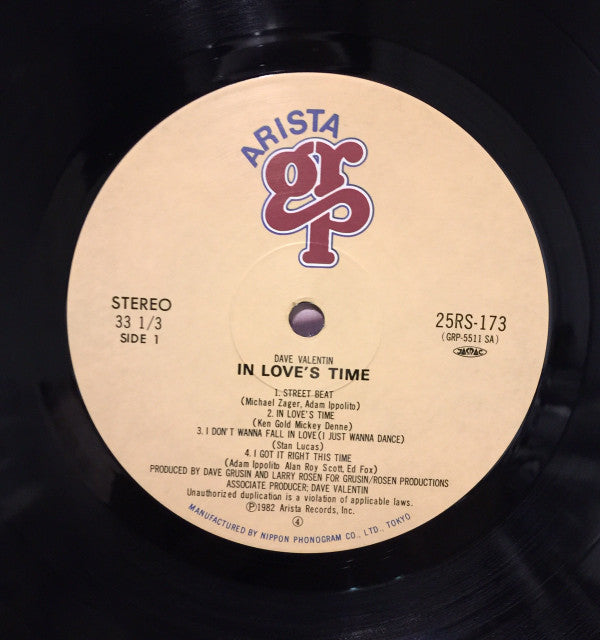 ARISTA
grp
STEREO
33 1/3
SIDE 1
25RS-173
(GRP-5511 SA)
JASRAC
DAVE VALENTIN
IN LOVE'S TIME
1. STREET BEAT
(Michael Zager, Adam Ippolito)
2. IN LOVE'S TIME
(Ken Gold Mickey Denne)
3. I DON'T WANNA FALL IN LOVE(I JUST WANNA DANCE)
(Stan Lucas)
4. I GOT IT RIGHT THIS TIME
(Adam Ippolito Alan Roy Scott, Ed Fox)
PRODUCED BY DAVE GRUSIN AND LARRY ROSEN FOR GRUSIN/ROSEN PRODUCTIONS
ASSOCIATE PRODUCER; DAVE VALENTIN
Unauthorized duplication is a violation of applicable laws.
Ⓟ1982 Arista Records, Inc.
④
MANUFACTURED BY NIPPON PHONOGRAM CO., LTD., TOKYO